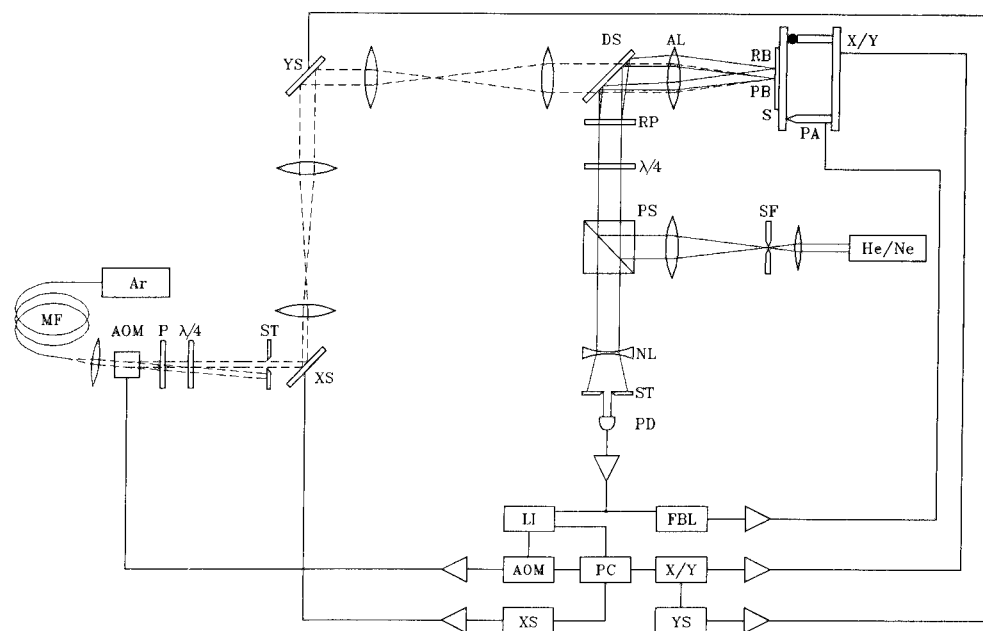 YS
DS
AL
RB
X/Y
PB
S
PA
RP
λ/4
PS
SF
He/Ne
Ar
MF
AOM
P
λ/4
ST
XS
NL
ST
PD
LI
FBL
AOM
PC
X/Y
XS
YS